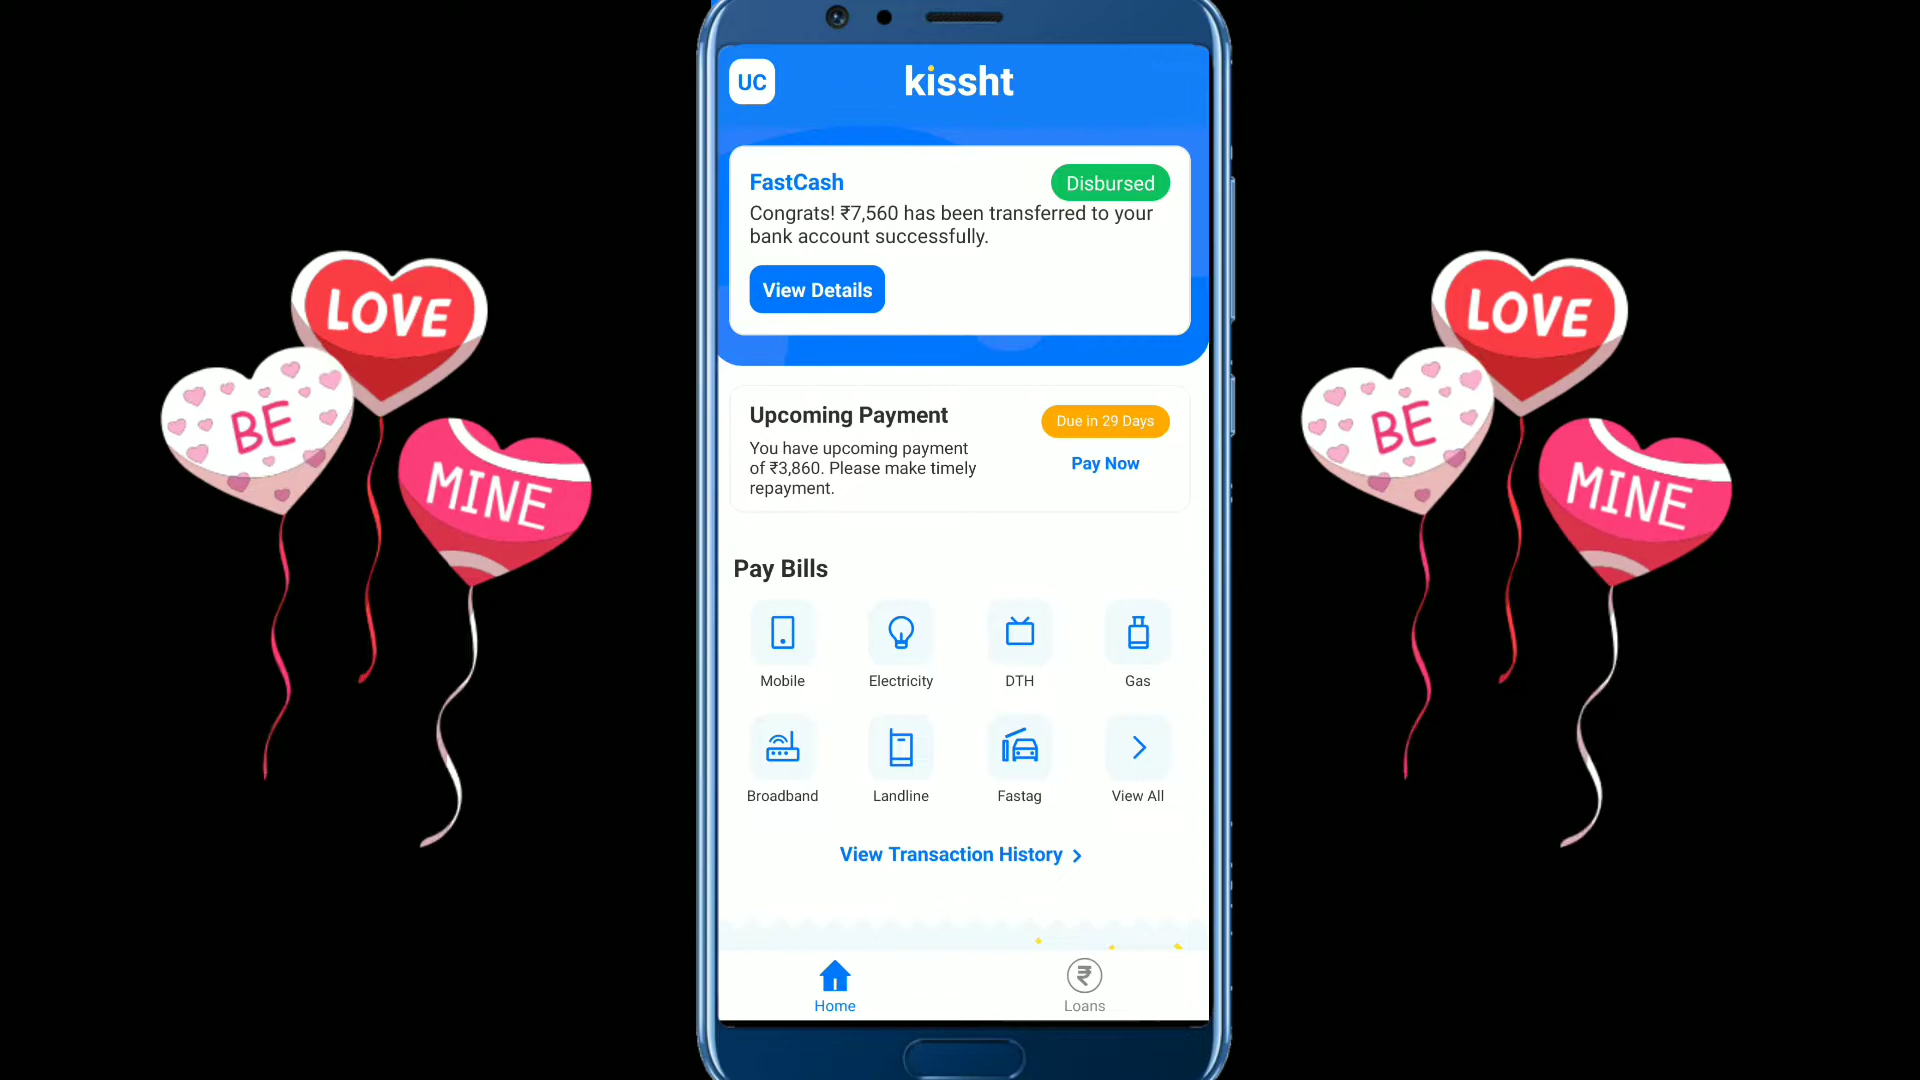 LOVE
BE
MINE
UC
kissht
FastCash
Disbursed
Congrats! ₹7,560 has been transferred to your
bank account successfully.
View Details
Upcoming Payment
Due in 29 Days
You have upcoming payment
of ₹3,860. Please make timely
repayment.
Pay Now
Pay Bills
Mobile
Electricity
DTH
Gas
Broadband
Landline
Fastag
View All
View Transaction History >
Home
Loans
LOVE
BE
MINE